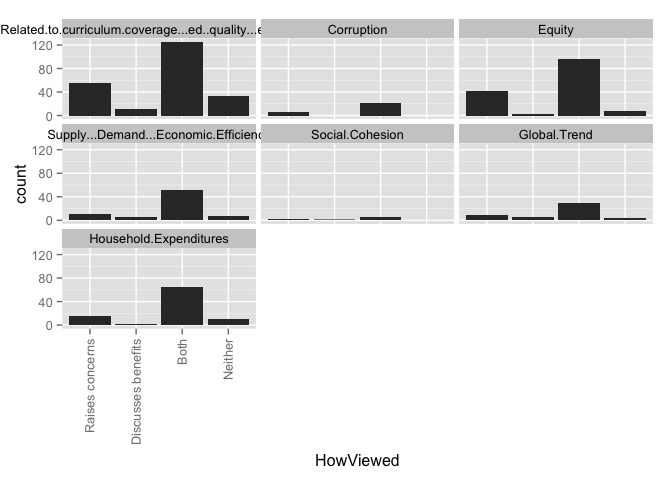 Related.to.curriculum.coverage...ed..quality...e
Corruption
Equity
120
80
40
0
Supply...Demand...Economic.Efficienc
Social.Cohesion
Global.Trend
120
80
40
0
Household.Expenditures
120
80
40
0
count
Raises concerns
Discusses benefits
Both
Neither
HowViewed